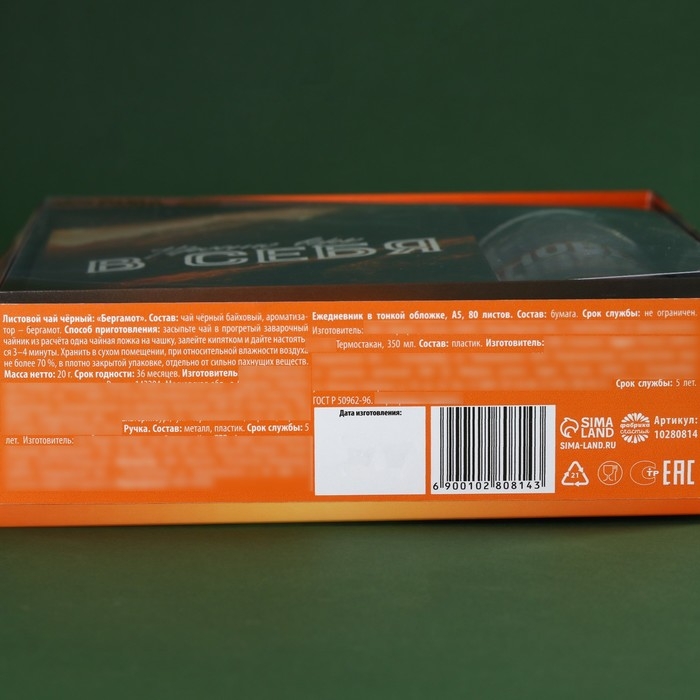 В СЕБЯ
Листовой чай чёрный: «Бергамот». Состав: чай чёрный байховый, ароматиза-
тор – бергамот. Способ приготовления: засыпьте чай в прогретый заварочный
чайник из расчёта одна чайная ложка на чашку, залейте кипятком и дайте настоять-
ся 3–4 минуты. Хранить в сухом помещении, при относительной влажности воздуха
не более 70 %, в плотно закрытой упаковке, отдельно от сильно пахнущих веществ.
Масса нетто: 20 г. Срок годности: 36 месяцев. Изготовитель
Ручка. Состав: металл, пластик. Срок службы: 5
лет. Изготовитель:
Ежедневник в тонкой обложке, А5, 80 листов. Состав: бумага. Срок службы: не ограничен.
Изготовитель:
Термостакан, 350 мл. Состав: пластик. Изготовитель:
Срок службы: 5 лет.
ГОСТ Р 50962-96.
Дата изготовления:
6 900102 808143
SIMA
LAND
SIMA-LAND.RU
фабрика
счастья
Артикул:
10280814
21
СТР
EAC